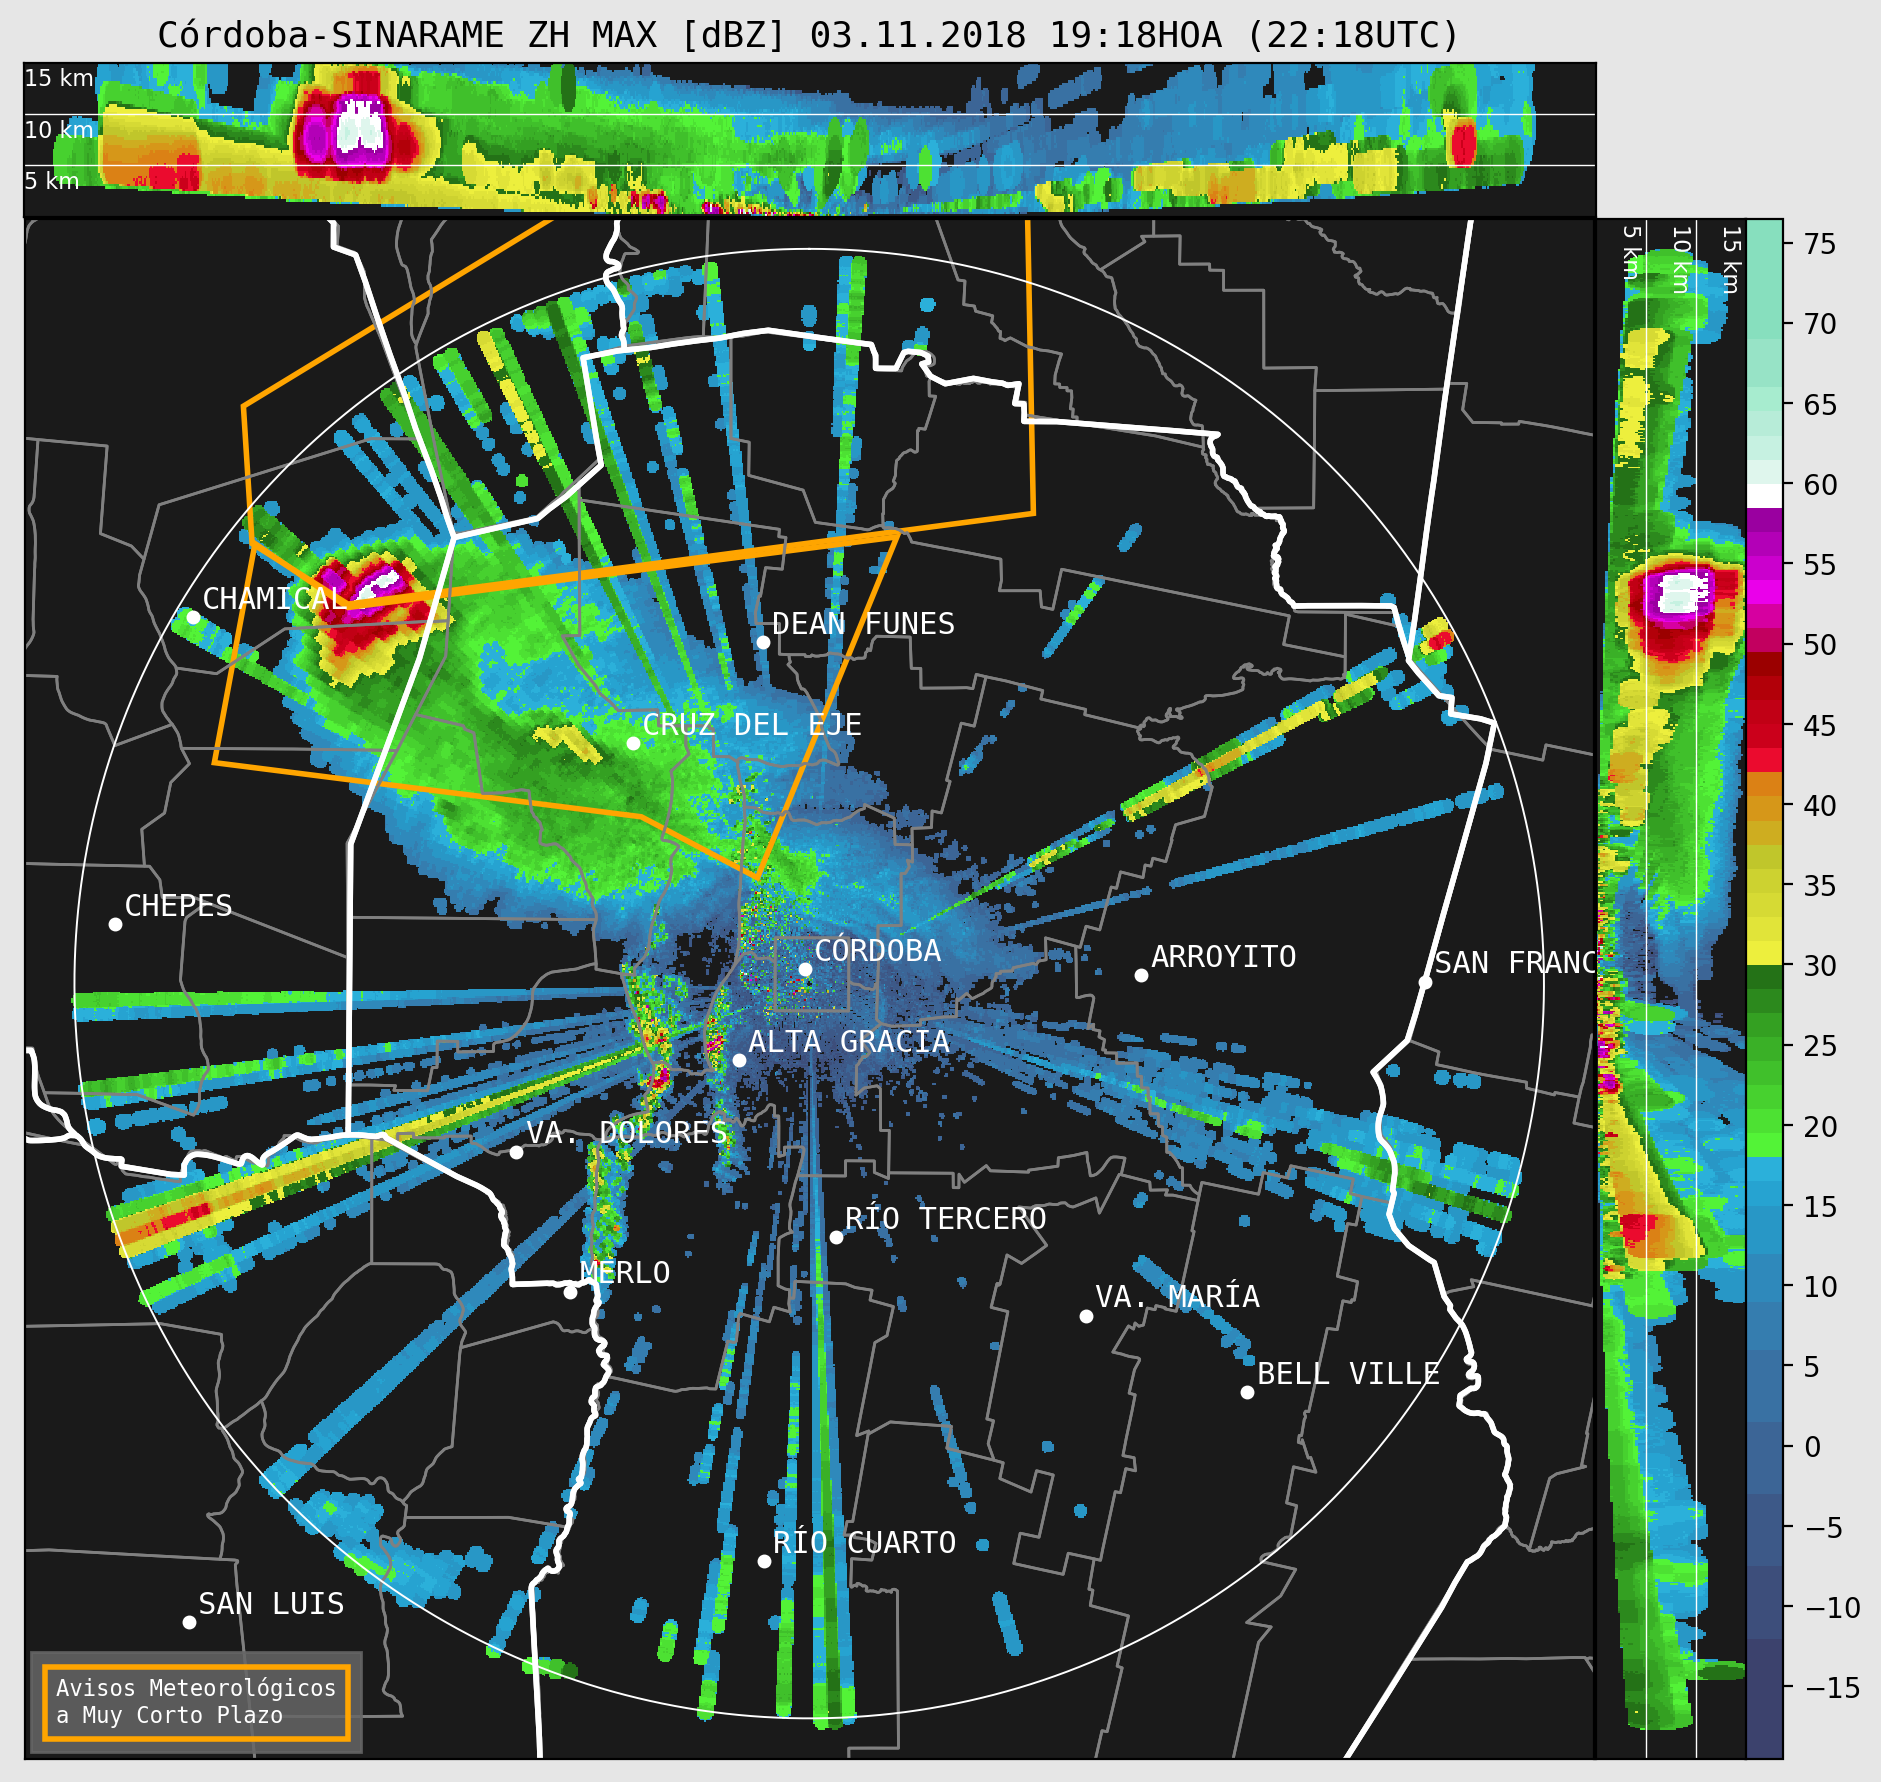 Córdoba-SINARAME ZH MAX [dBZ] 03.11.2018 19:18HOA (22:18UTC)
15 km
10 km
5 km
5 km
10 km
15 km
75
70
65
60
55
50
45
40
35
30
25
20
15
10
5
0
−5
−10
−15
CHAMICAL
DEAN FUNES
CRUZ DEL EJE
CHEPES
CÓRDOBA
ARROYITO
SAN FRANC
ALTA GRACIA
VA. DOLORES
RÍO TERCERO
MERLO
VA. MARÍA
BELL VILLE
RÍO CUARTO
SAN LUIS
Avisos Meteorológicos
a Muy Corto Plazo